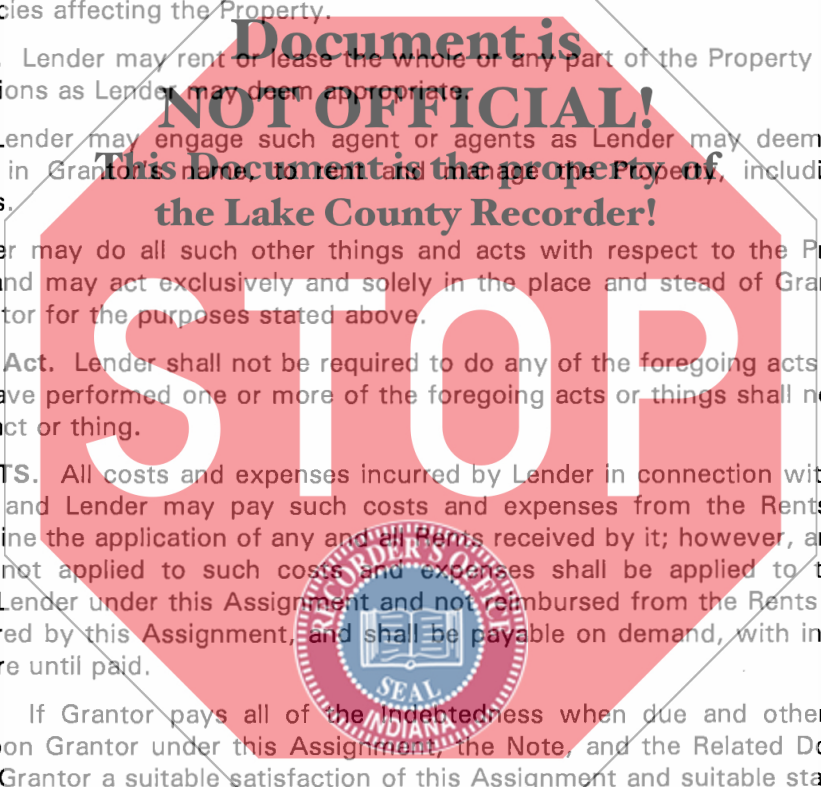 cies affecting the Property.
Document is
Lender may rent or lease the whole or any part of the Property
ions as Lender may deem appropriate.
NOT OFFICIAL!
Lender may engage such agent or agents as Lender may deem
in Grantor's name, to rent and manage the Property, includi
This Document is the property of
s.
the Lake County Recorder!
er may do all such other things and acts with respect to the Pr
and may act exclusively and solely in the place and stead of Gra
tor for the purposes stated above.
STOP
Act. Lender shall not be required to do any of the foregoing acts
ave performed one or more of the foregoing acts or things shall no
act or thing.
TS. All costs and expenses incurred by Lender in connection wit
and Lender may pay such costs and expenses from the Rents
ine the application of any and all Rents received by it; however, a
not applied to such costs and expenses shall be applied to t
Lender under this Assignment and not reimbursed from the Rents
red by this Assignment, and shall be payable on demand, with in
re until paid.
RECORDER'S OFFICE
SEAL
INDIANA
If Grantor pays all of the Indebtedness when due and other
on Grantor under this Assignment, the Note, and the Related Do
Grantor a suitable satisfaction of this Assignment and suitable sta